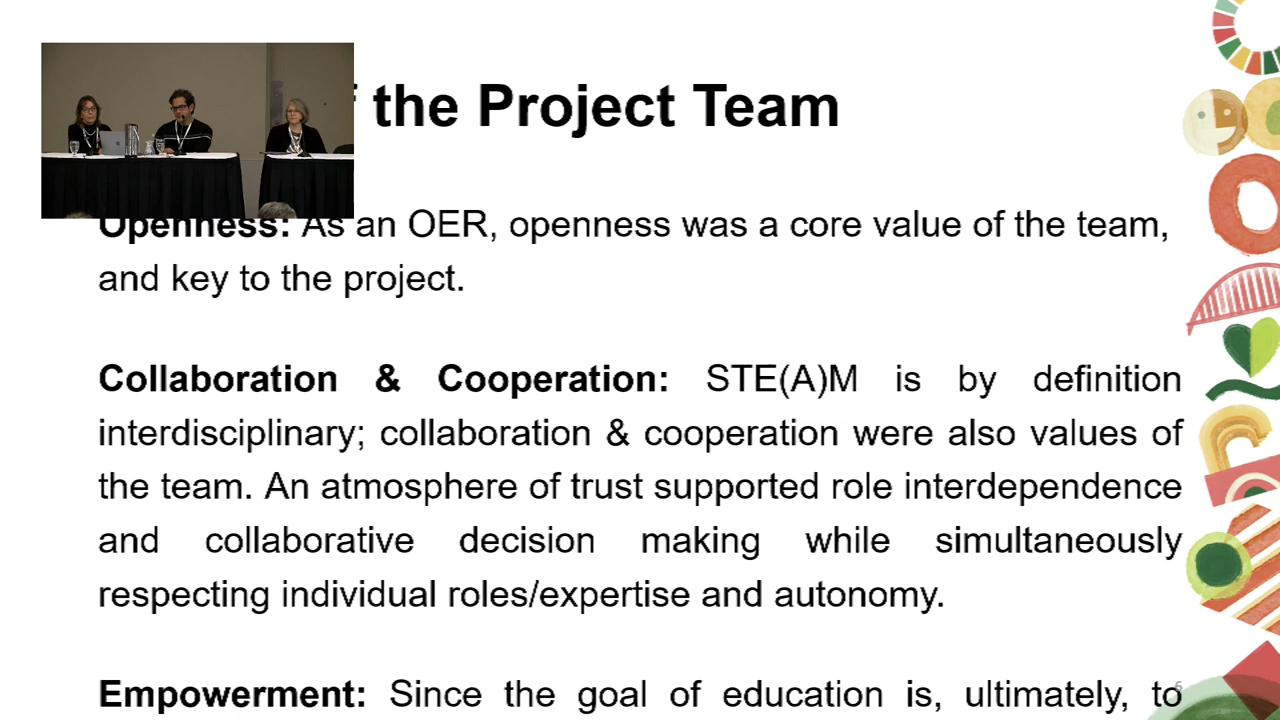 the Project Team
Openness: As an OER, openness was a core value of the team,
and key to the project.
Collaboration & Cooperation: STE(A)M is by definition
interdisciplinary; collaboration & cooperation were also values of
the team. An atmosphere of trust supported role interdependence
and collaborative decision making while simultaneously
respecting individual roles/expertise and autonomy.
Empowerment: Since the goal of education is, ultimately, to
6